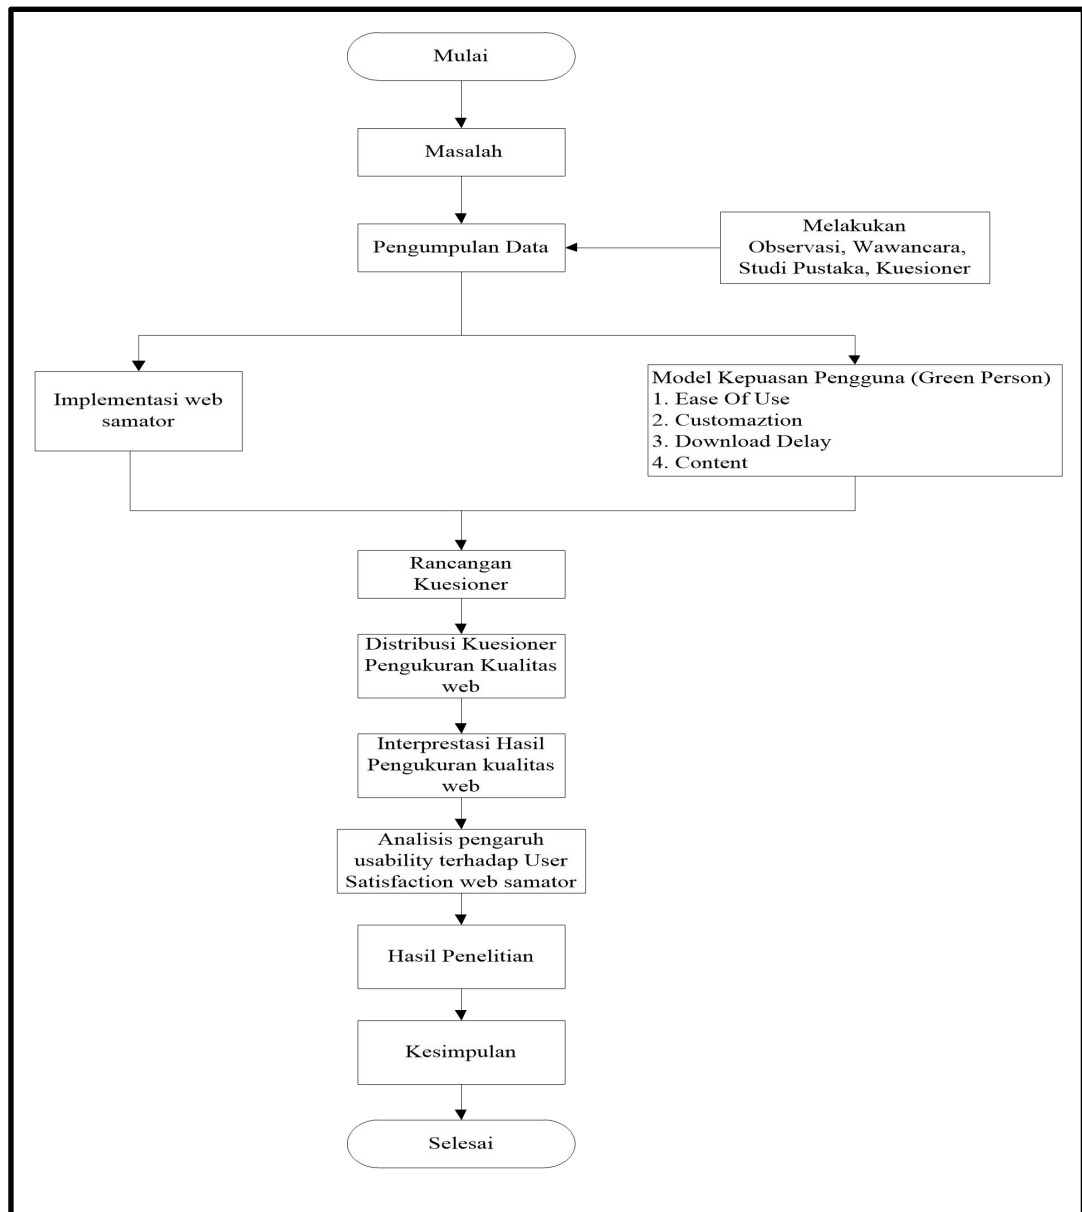 Mulai
Masalah
Pengumpulan Data
Melakukan
Observasi, Wawancara,
Studi Pustaka, Kuesioner
Implementasi web
samator
Model Kepuasan Pengguna (Green Person)
1. Ease Of Use
2. Customaztion
3. Download Delay
4. Content
Rancangan
Kuesioner
Distribusi Kuesioner
Pengukuran Kualitas
web
Interprestasi Hasil
Pengukuran kualitas
web
Analisis pengaruh
usability terhadap User
Satisfaction web samator
Hasil Penelitian
Kesimpulan
Selesai